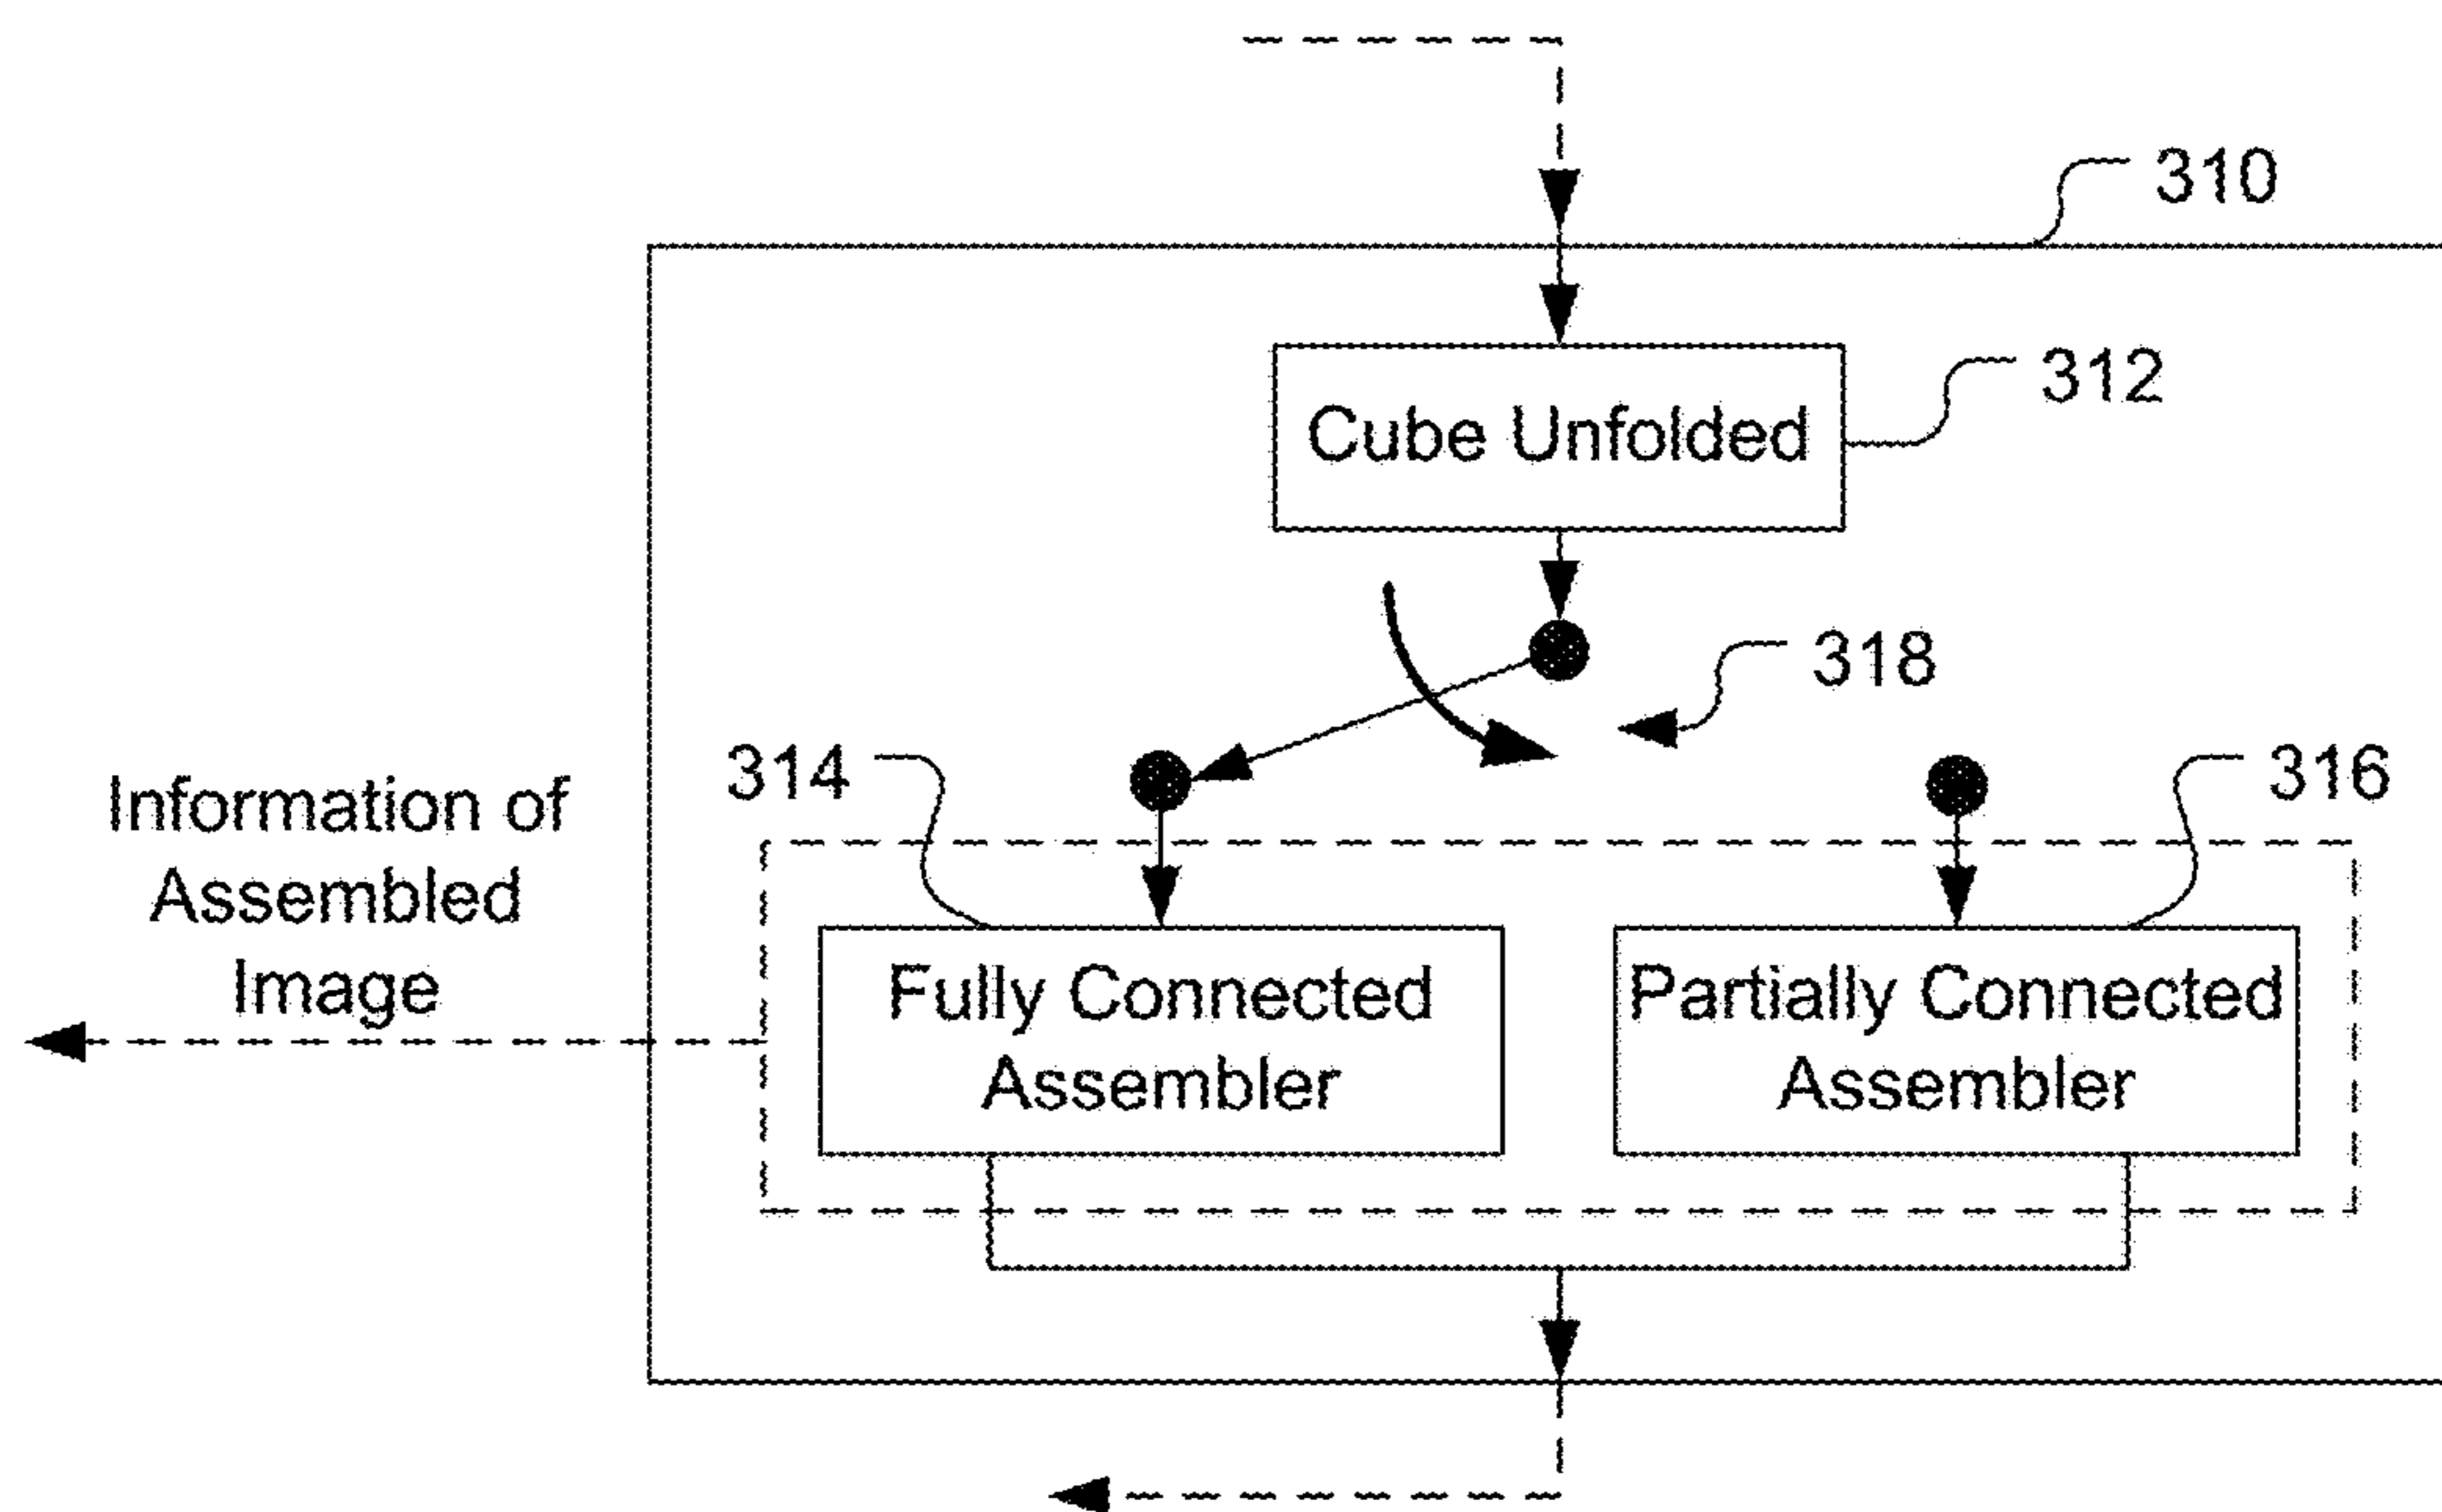 310
Cube Unfolded
312
318
314
316
Information of
Assembled
Image
Fully Connected
Assembler
Partially Connected
Assembler